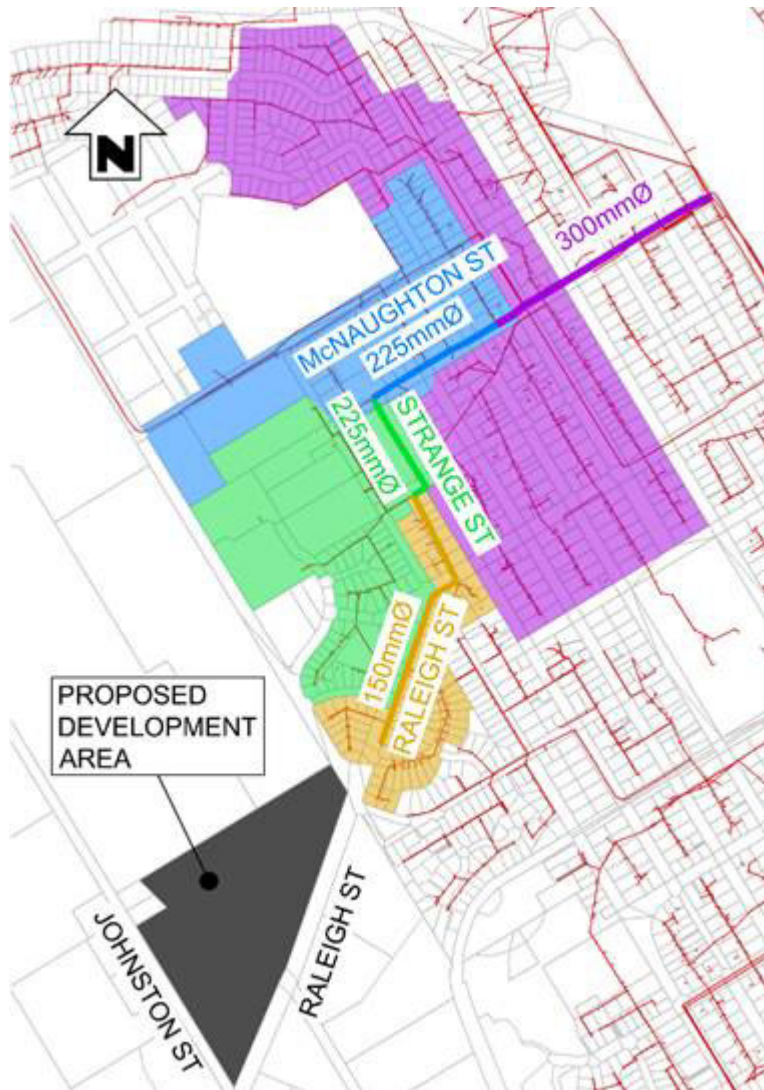 N
300mmØ
McNAUGHTON ST
225mmØ
225mmØ
STRANGE ST
150mmØ
RALEIGH ST
PROPOSED
DEVELOPMENT
AREA
JOHNSTON ST
RALEIGH ST